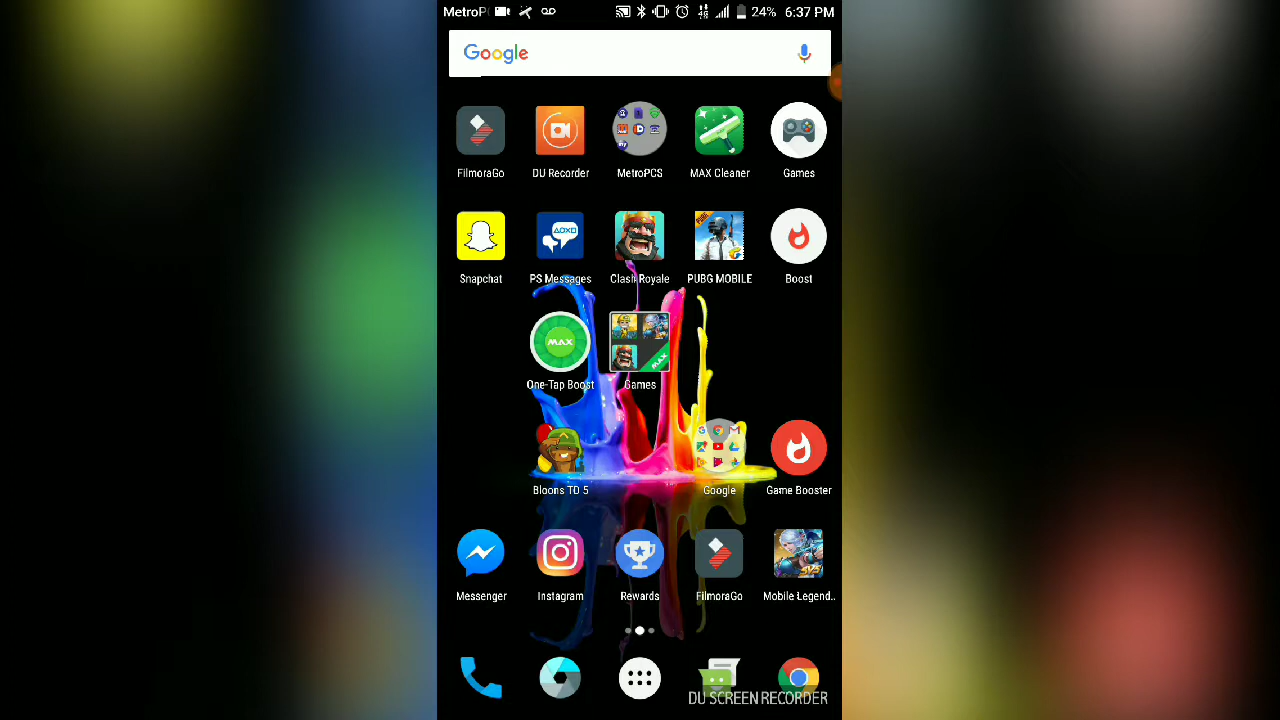 MetroP 24% 6:37 PM
Google
FilmoraGo DU Recorder MetroPCS MAX Cleaner Games
Snapchat PS Messages Clash Royale PUBG MOBILE Boost
MAX
One-Tap Boost Games
Bloons TD 5 Google Game Booster
Messenger Instagram Rewards FilmoraGo Mobile Legend..
DU SCREEN RECORDER